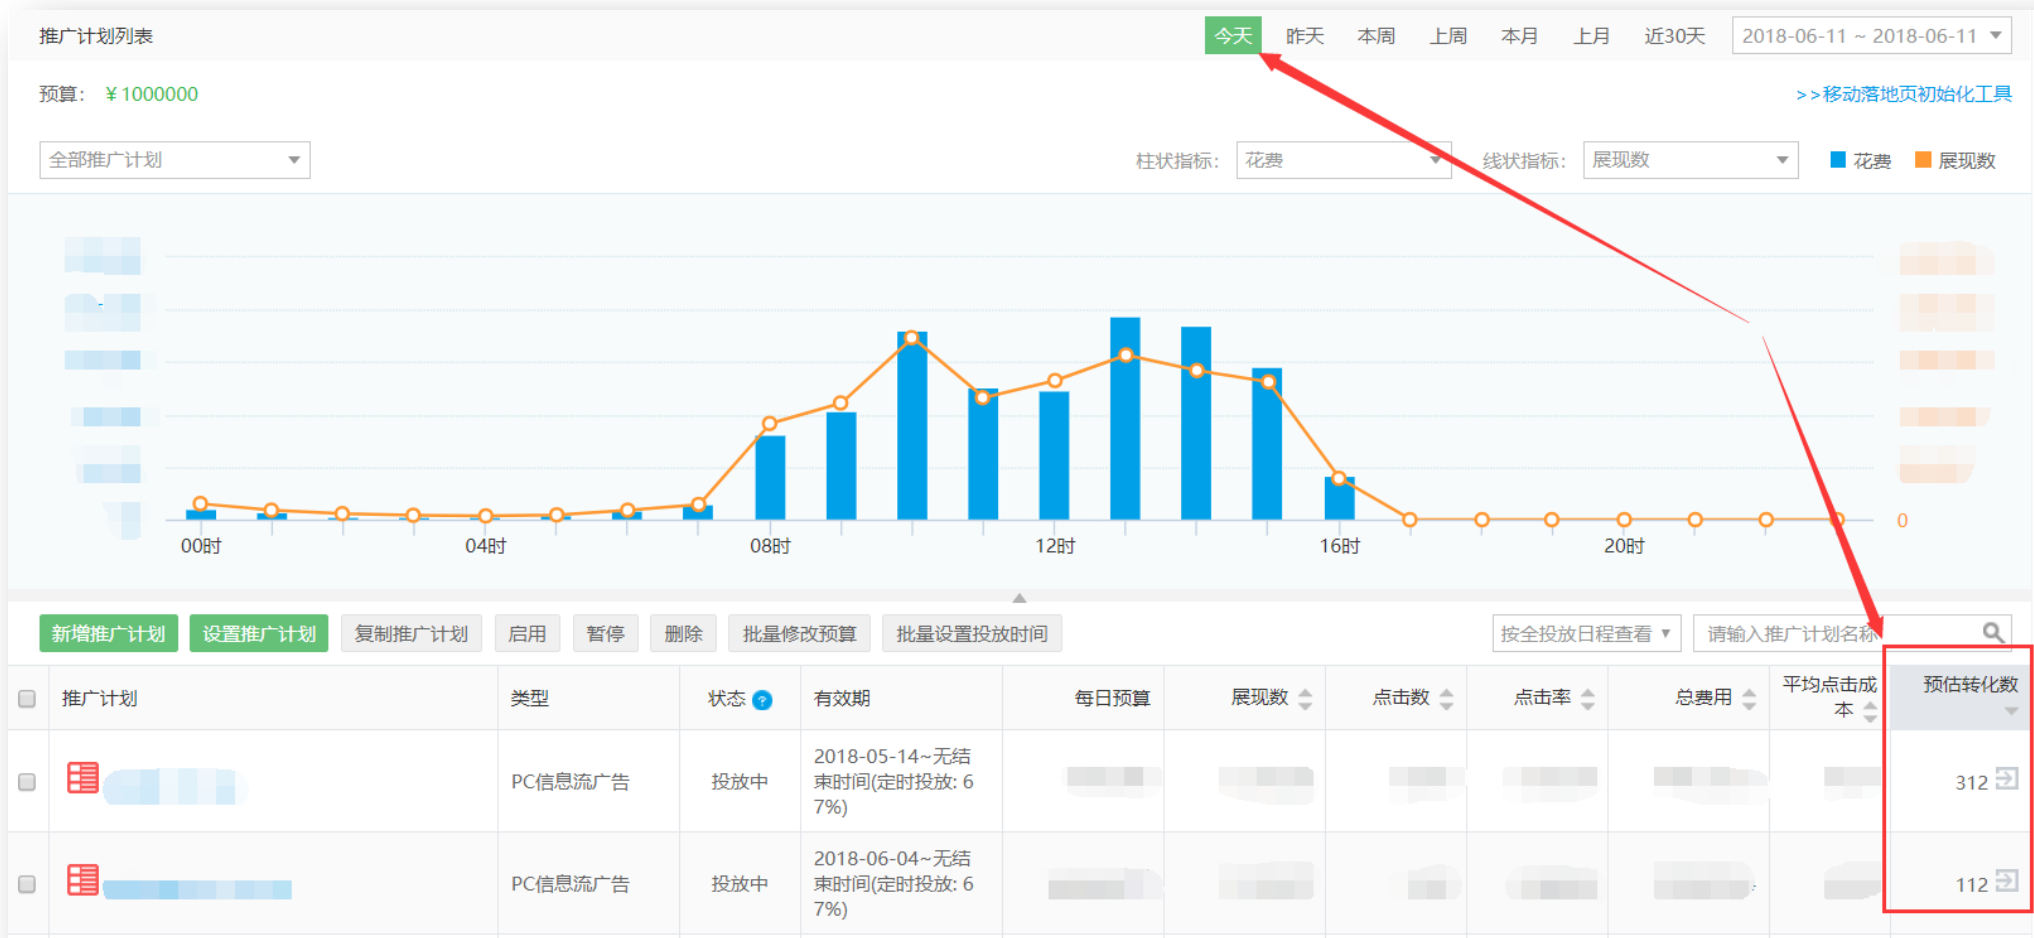 推广计划列表
今天 昨天 本周 上周 本月 上月 近30天 2018-06-11 ~ 2018-06-11
预算： ¥1000000
>>移动落地页初始化工具
全部推广计划
柱状指标： 花费 线状指标： 展现数 花费 展现数
0
00时 04时 08时 12时 16时 20时
新增推广计划 设置推广计划 复制推广计划 启用 暂停 删除 批量修改预算 批量设置投放时间 按全投放日程查看 请输入推广计划名称
推广计划 类型 状态 ? 有效期 每日预算 展现数 点击数 点击率 总费用 平均点击成
本 预估转化数
PC信息流广告 投放中 2018-05-14~无结
束时间(定时投放: 6
7%) 312
PC信息流广告 投放中 2018-06-04~无结
束时间(定时投放: 6
7%) 112